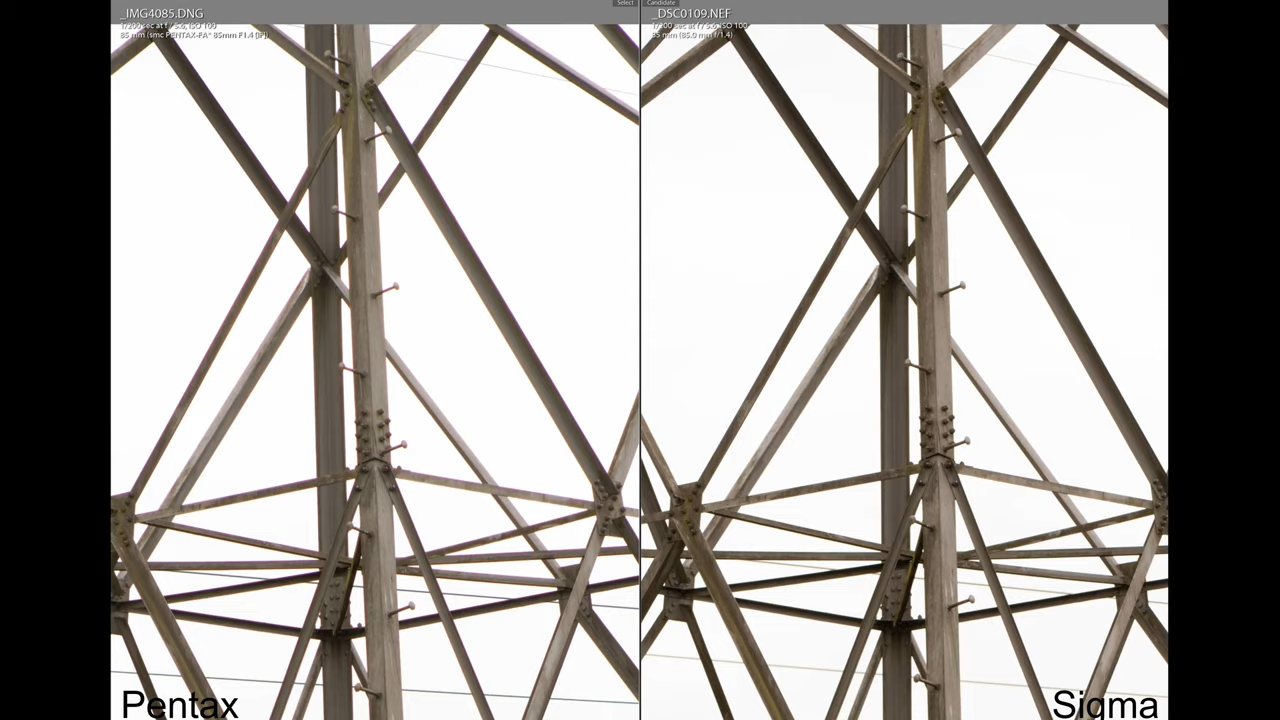 Select
Candidate
_IMG4085.DNG
85 mm (smc PENTAX-FA* 85mm F1.4 [IF])
_DSC0109.NEF
85 mm (85.0 mm f/1.4)
Pentax
Sigma